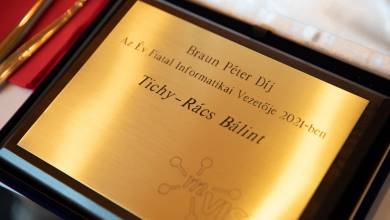 Braun Péter Díj
Az Év Fiatal Informatikai Vezetője 2021-ben
Tichy-Rács Bálint